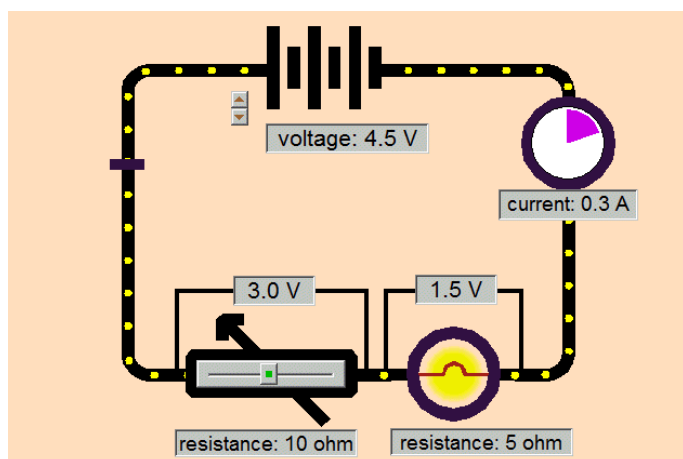 voltage: 4.5 V
current: 0.3 A
3.0 V
1.5 V
resistance: 10 ohm
resistance: 5 ohm